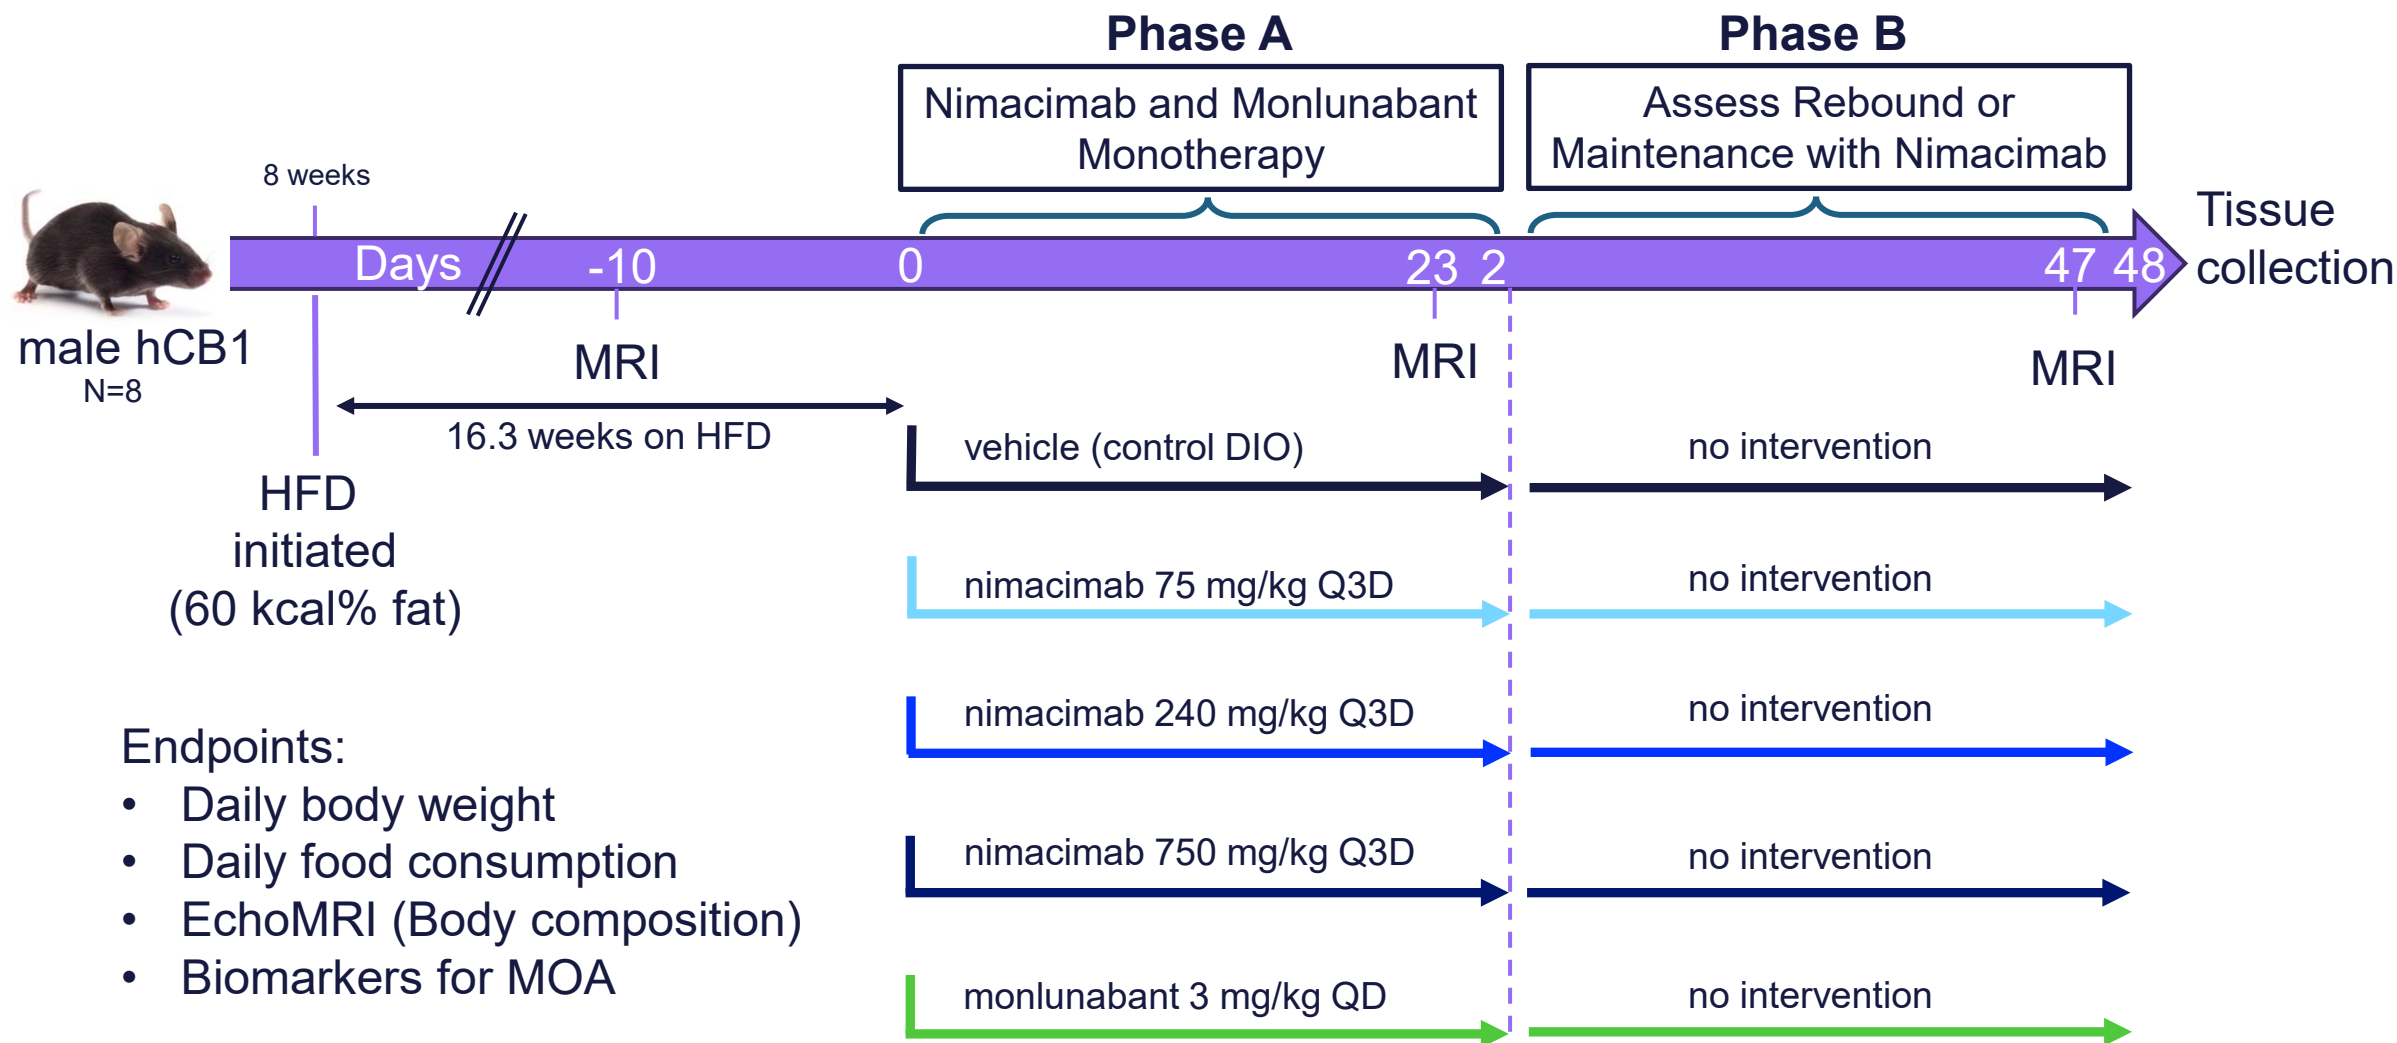 Phase A
Phase B
Nimacimab and Monlunabant
Monotherapy
Assess Rebound or
Maintenance with Nimacimab
8 weeks
Days
-10
0
23
2
47
48
Tissue
collection
male hCB1
N=8
MRI
MRI
MRI
16.3 weeks on HFD
HFD
initiated
(60 kcal% fat)
vehicle (control DIO)
no intervention
nimacimab 75 mg/kg Q3D
no intervention
nimacimab 240 mg/kg Q3D
no intervention
nimacimab 750 mg/kg Q3D
no intervention
monlunabant 3 mg/kg QD
no intervention
Endpoints:
• Daily body weight
• Daily food consumption
• EchoMRI (Body composition)
• Biomarkers for MOA